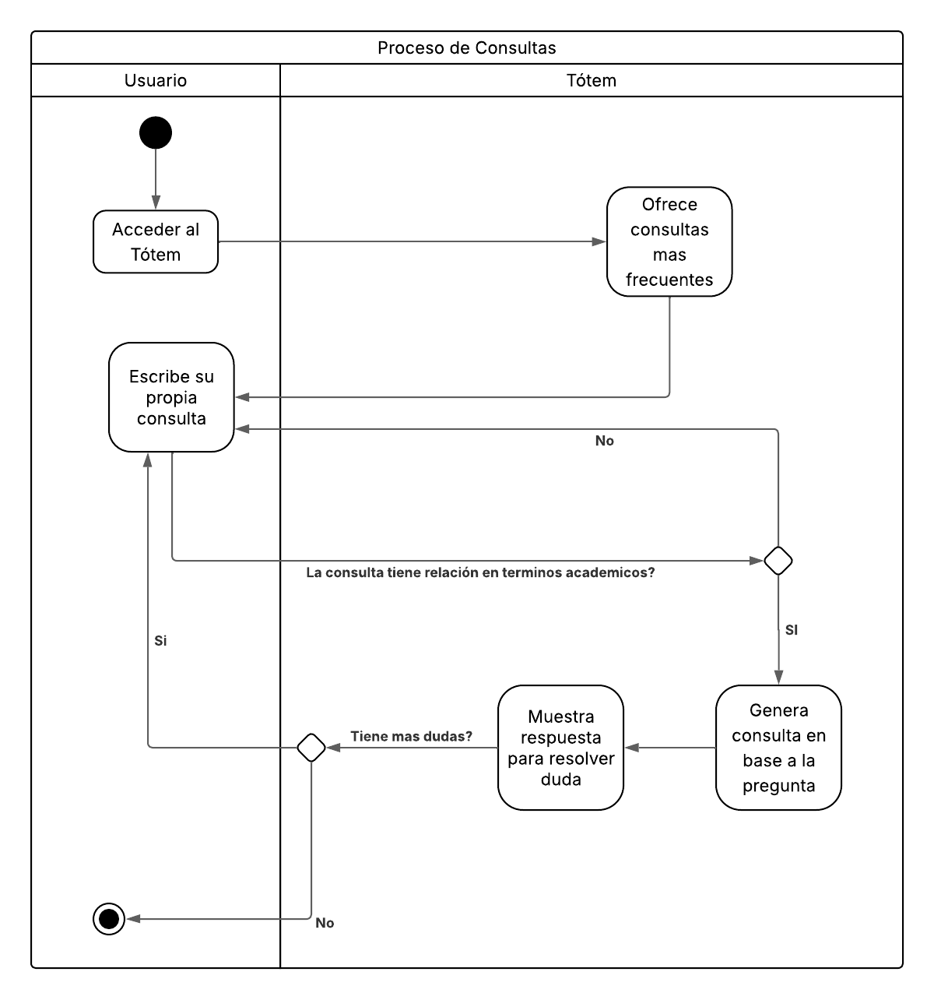 Proceso de Consultas
Usuario
Tótem
Acceder al
Tótem
Ofrece
consultas
mas
frecuentes
Escribe su
propia
consulta
No
La consulta tiene relación en terminos academicos?
Si
SI
Genera
consulta en
base a la
pregunta
Muestra
respuesta
para resolver
duda
Tiene mas dudas?
No